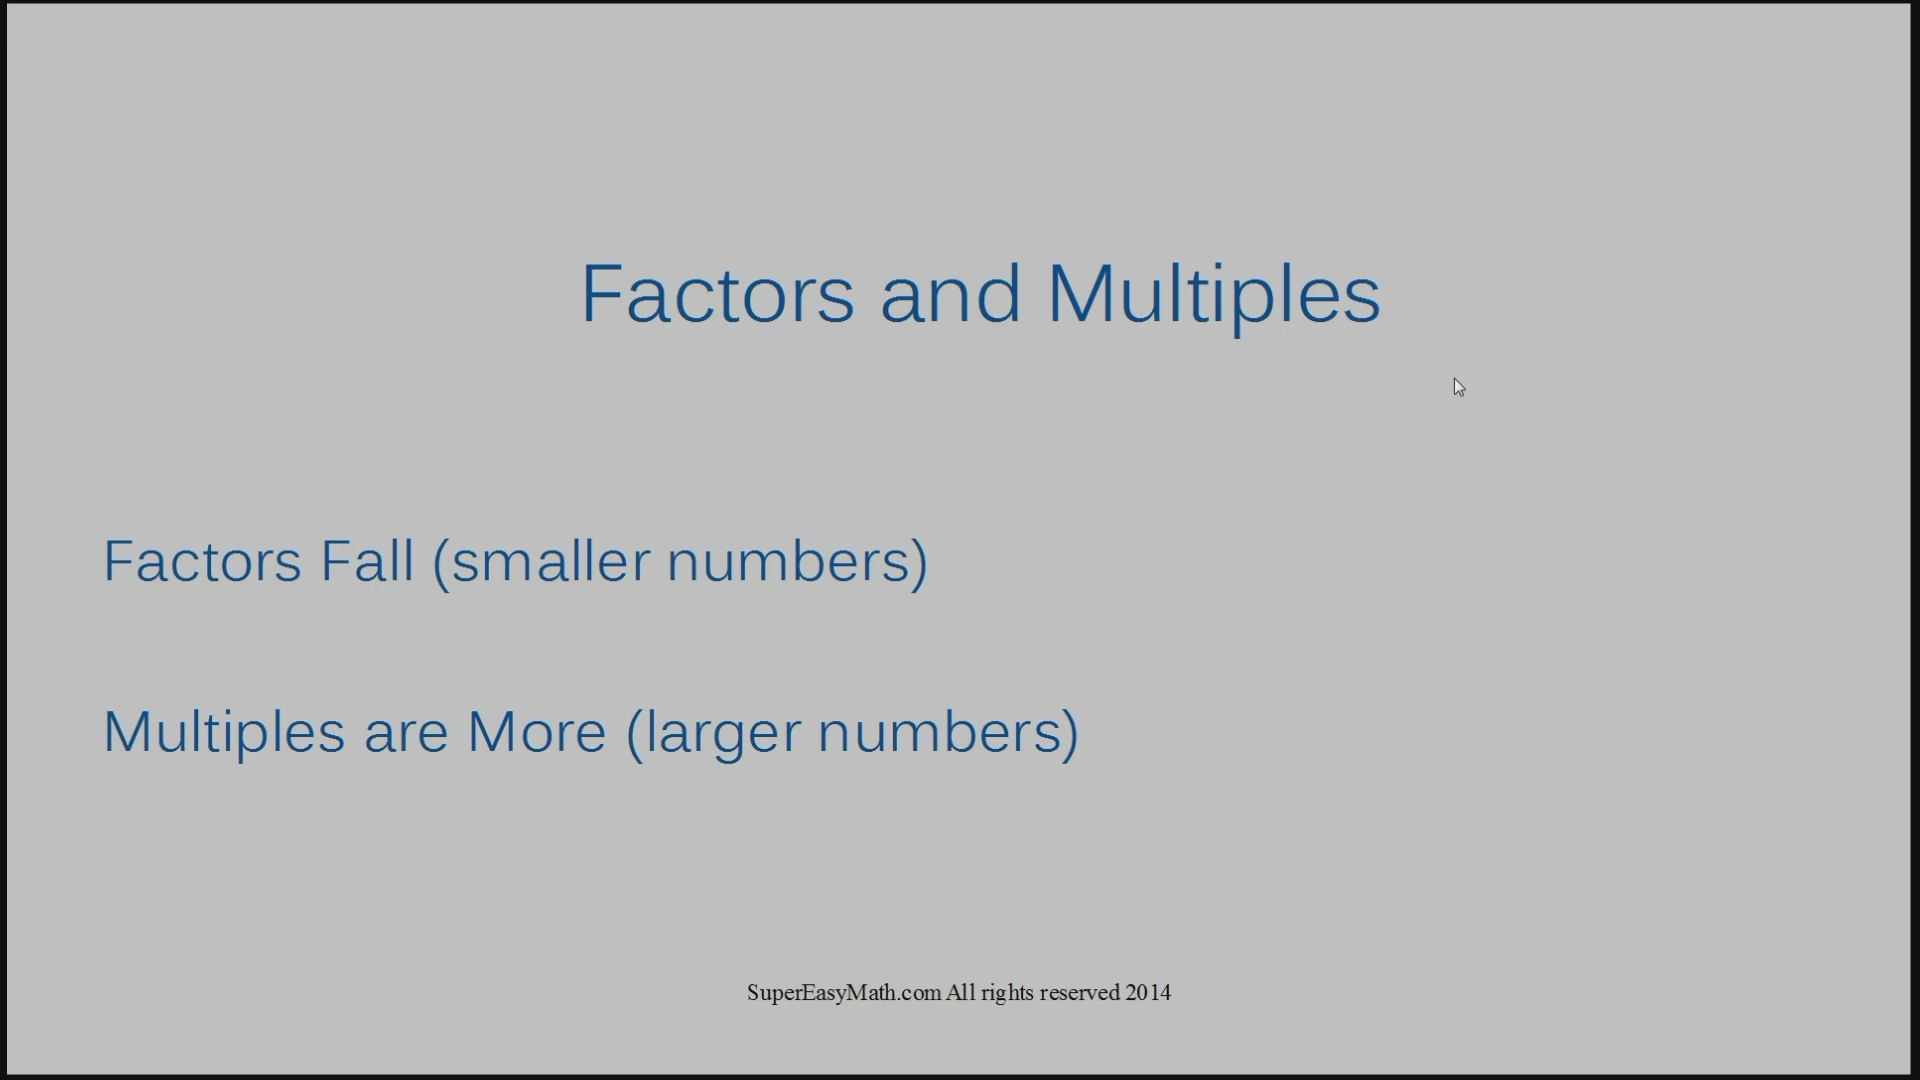 Factors and Multiples
Factors Fall (smaller numbers)
Multiples are More (larger numbers)
SuperEasyMath.com All rights reserved 2014